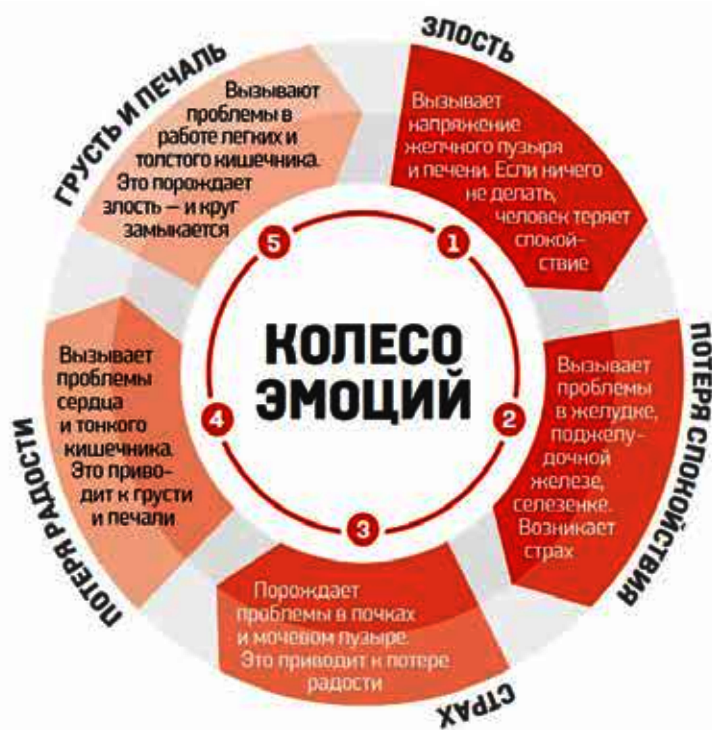 КОЛЕСО
ЭМОЦИЙ
1
ЗЛОСТЬ
Вызывает
напряжение
желчного пузыря
и печени. Если ничего
не делать,
человек теряет
спокой-
ствие
2
ПОТЕРЯ СПОКОЙСТВИЯ
Вызывает
проблемы
в желудке,
поджелу-
дочной
железе,
селезенке.
Возникает
страх
3
СТРАХ
Порождает
проблемы в почках
и мочевом пузыре.
Это приводит к потере
радости
4
ПОТЕРЯ РАДОСТИ
Вызывает
проблемы
сердца
и тонкого
кишечника.
Это приво-
дит к грусти
и печали
5
ГРУСТЬ И ПЕЧАЛЬ
Вызывают
проблемы в
работе легких и
толстого кишечника.
Это порождает
злость – и круг
замыкается